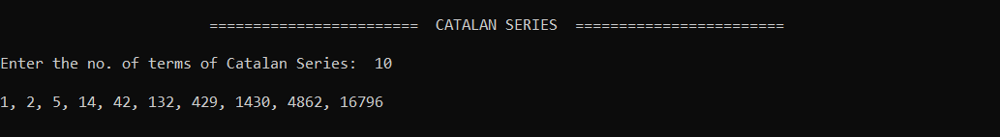 ======================== CATALAN SERIES ========================
Enter the no. of terms of Catalan Series: 10
1, 2, 5, 14, 42, 132, 429, 1430, 4862, 16796